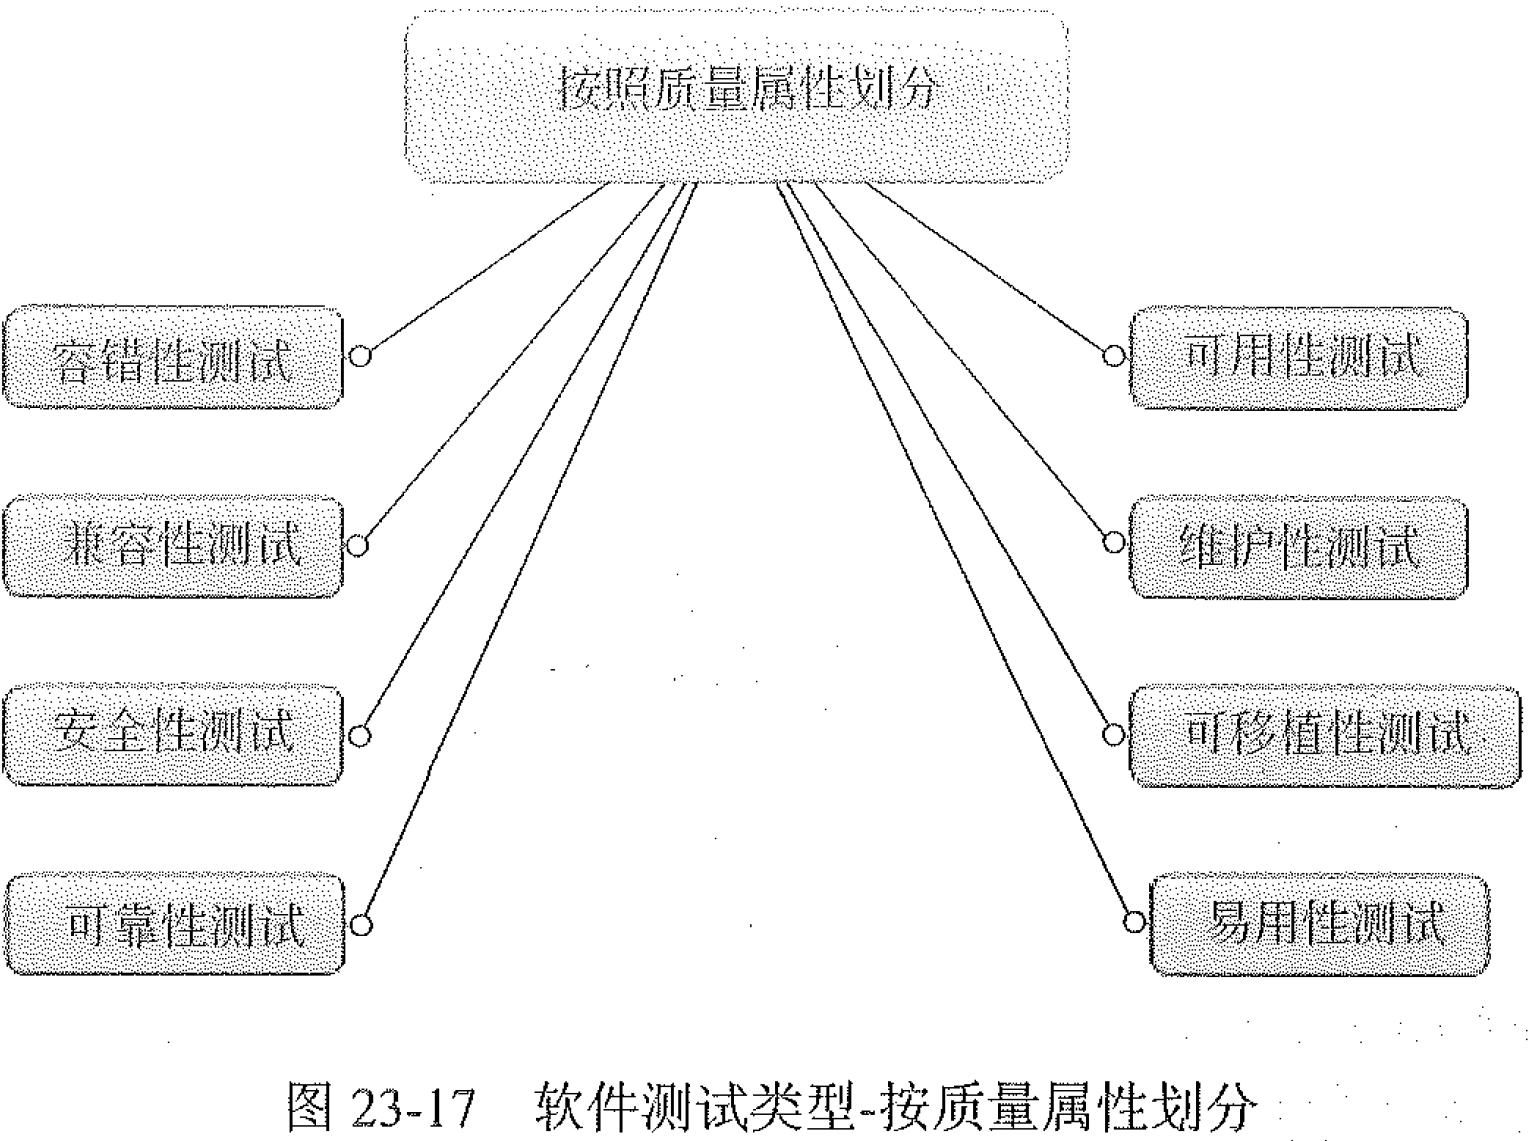 按照质量属性划分
容错性测试
可用性测试
兼容性测试
维护性测试
安全性测试
可移植性测试
可靠性测试
易用性测试
图 23-17 软件测试类型-按质量属性划分